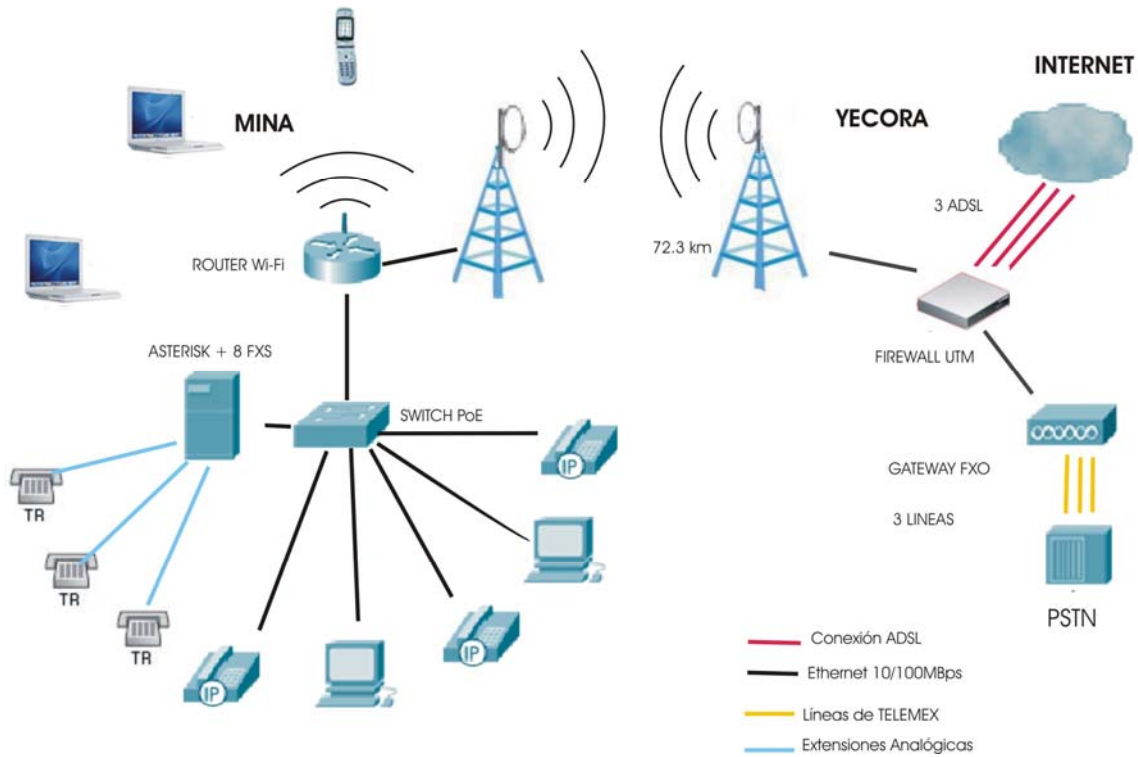 INTERNET
MINA
YECORA
3 ADSL
72.3 km
ROUTER Wi-Fi
ASTERISK + 8 FXS
FIREWALL UTM
SWITCH PoE
IP
GATEWAY FXO
TR
3 LINEAS
TR
TR
IP
IP
PSTN
Conexión ADSL
Ethernet 10/100MBps
Líneas de TELEMEX
Extensiones Analógicas